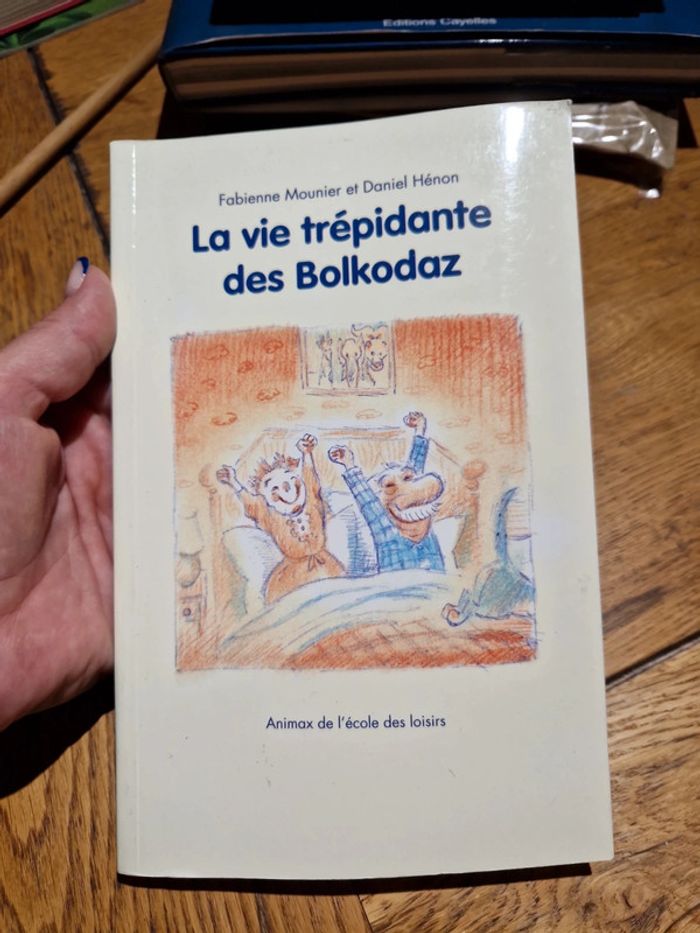 Editions Cayelles
Fabienne Mounier et Daniel Hénon
La vie trépidante
des Bolkodaz
Animax de l'école des loisirs